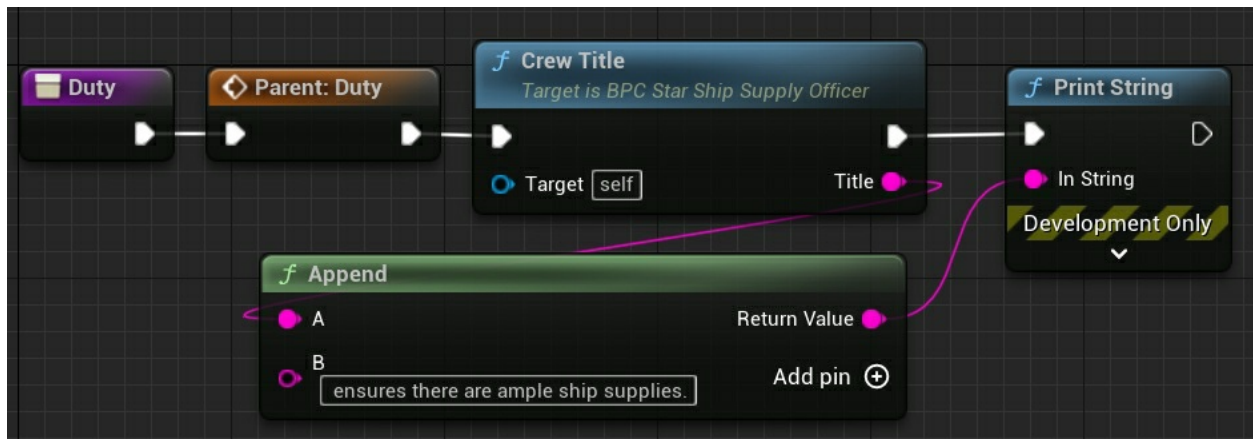 Duty
Parent: Duty
f Crew Title
Target is BPC Star Ship Supply Officer
Target self
Title
f Print String
In String
Development Only
f Append
A
Return Value
B
ensures there are ample ship supplies.
Add pin